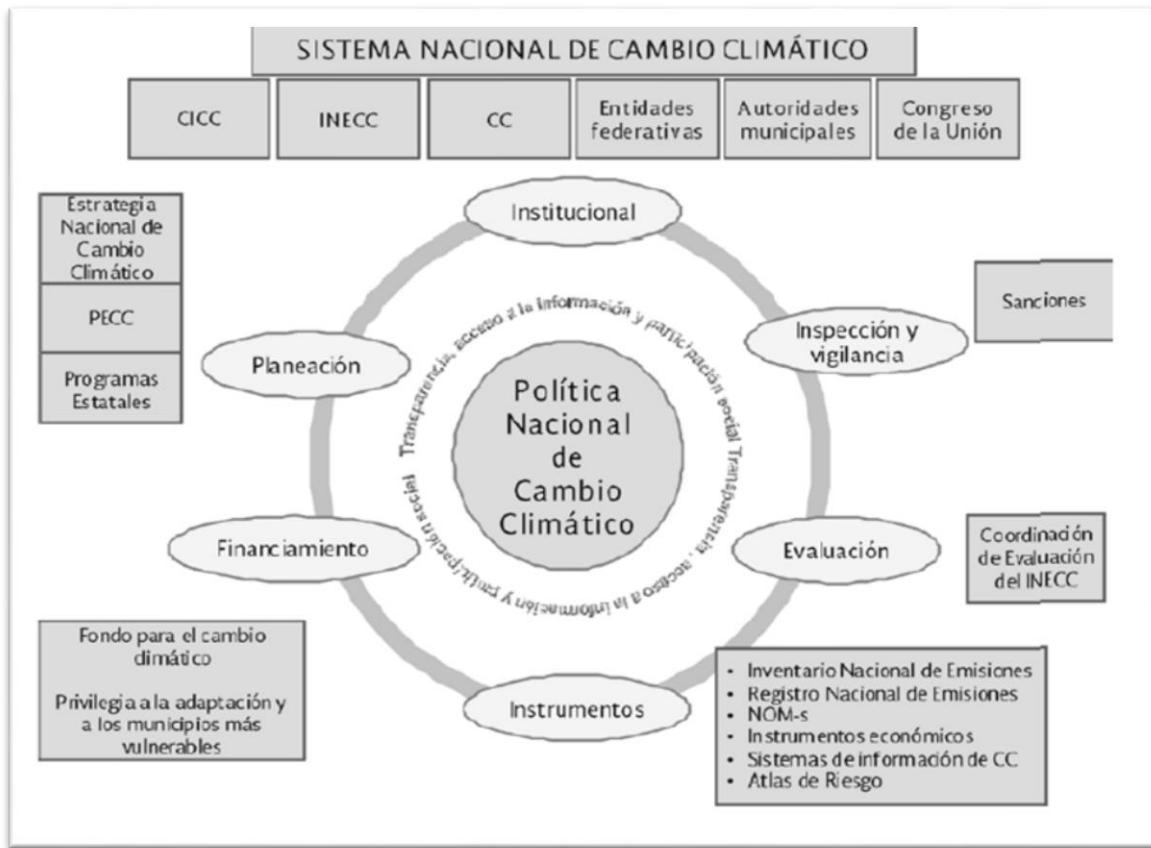 SISTEMA NACIONAL DE CAMBIO CLIMÁTICO
CICC
INECC
CC
Entidades
federativas
Autoridades
municipales
Congreso
de la Unión
Institucional
Estrategia
Nacional de
Cambio
Climático
PECC
Programas
Estatales
Planeación
Inspección y
vigilancia
Sanciones
Transparencia, acceso a la información y participación social
Transparencia, acceso a la información y participación social
Política
Nacional
de
Cambio
Climático
Financiamiento
Evaluación
Coordinación
de Evaluación
del INECC
Fondo para el cambio
climático
Privilegia a la adaptación y
a los municipios más
vulnerables
Instrumentos
• Inventario Nacional de Emisiones
• Registro Nacional de Emisiones
• NOM-s
• Instrumentos económicos
• Sistemas de información de CC
• Atlas de Riesgo